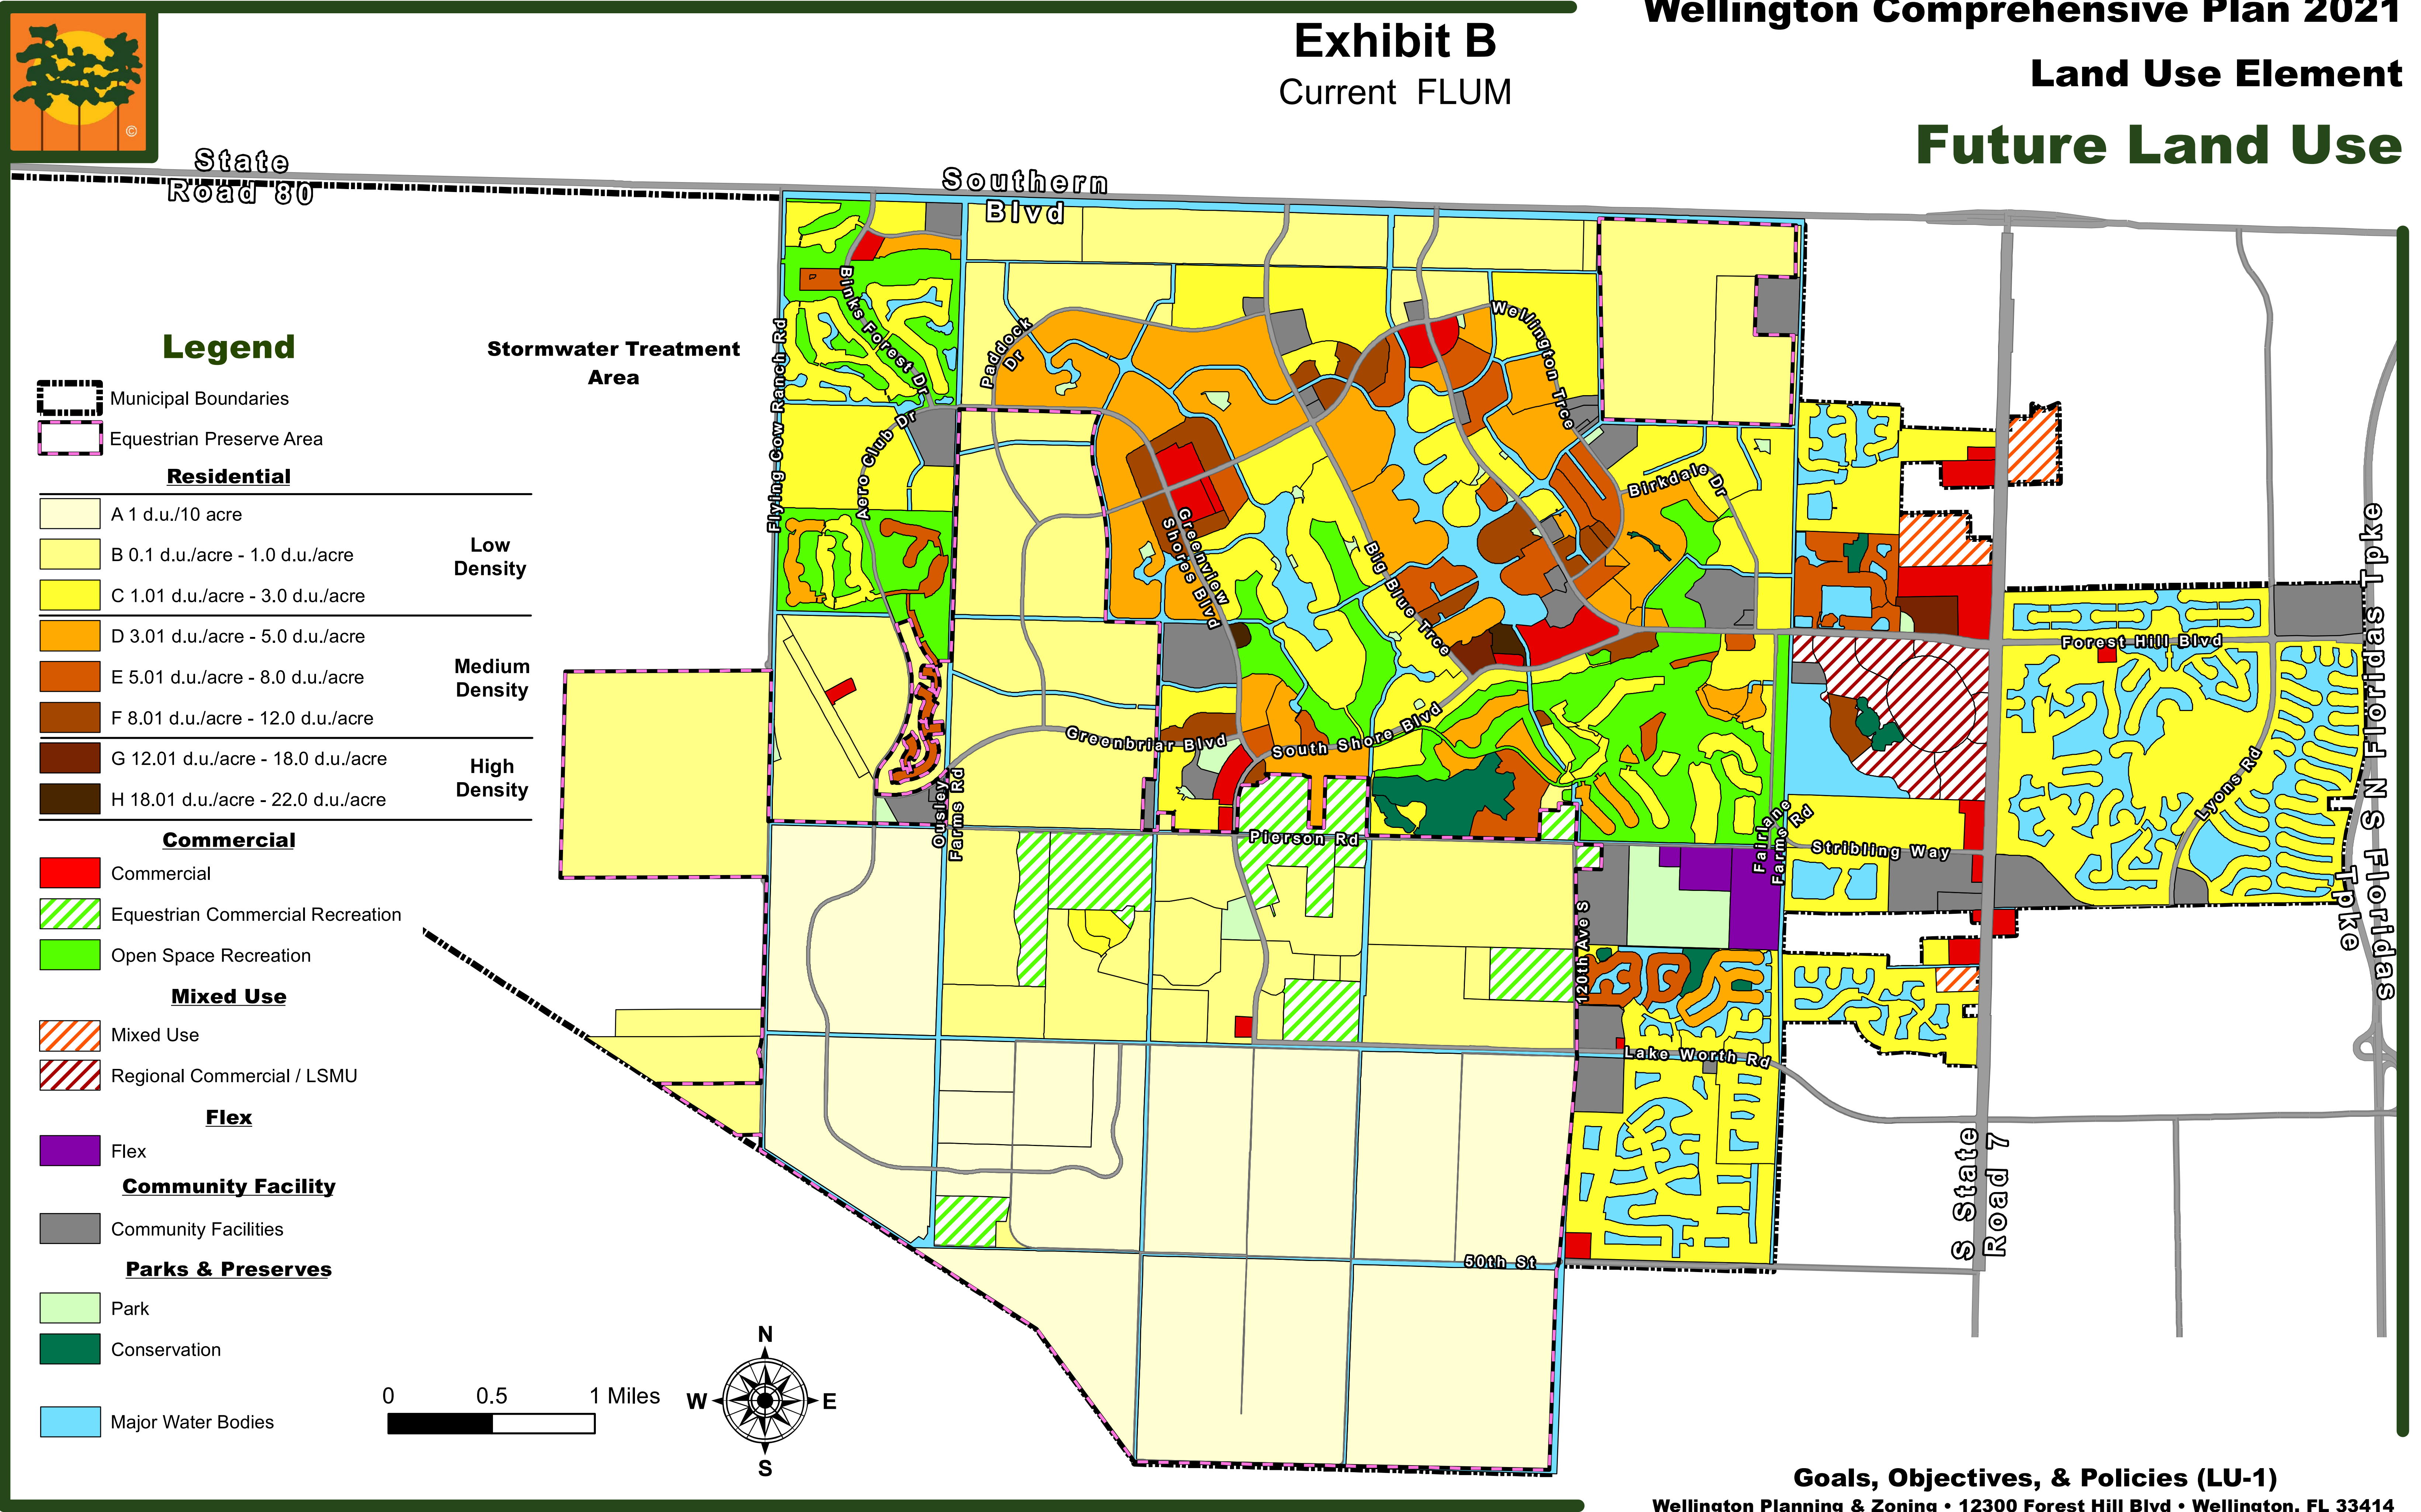 Exhibit B
Current FLUM
Wellington Comprehensive Plan 2021
Land Use Element
Future Land Use
©
State
Road 80
Southern
Blvd
Legend
Municipal Boundaries
Equestrian Preserve Area
Residential
A 1 d.u./10 acre
B 0.1 d.u./acre - 1.0 d.u./acre
C 1.01 d.u./acre - 3.0 d.u./acre
Low
Density
D 3.01 d.u./acre - 5.0 d.u./acre
E 5.01 d.u./acre - 8.0 d.u./acre
F 8.01 d.u./acre - 12.0 d.u./acre
Medium
Density
G 12.01 d.u./acre - 18.0 d.u./acre
H 18.01 d.u./acre - 22.0 d.u./acre
High
Density
Commercial
Commercial
Equestrian Commercial Recreation
Open Space Recreation
Mixed Use
Mixed Use
Regional Commercial / LSMU
Flex
Flex
Community Facility
Community Facilities
Parks & Preserves
Park
Conservation
Major Water Bodies
0 0.5 1 Miles
N
W E
S
Stormwater Treatment
Area
Flying Cow Ranch Rd
Binks Forest Dr
Aero Club Dr
Paddock
Dr
Wellington Trce
Birkdale Dr
Greenview
Shores Blvd
Big Blue Trce
Forest Hill Blvd
Greenbriar Blvd
South Shore Blvd
Ousley
Farms Rd
Pierson Rd
Fairlane
Farms Rd
Stribling Way
Lyons Rd
120th Ave S
Lake Worth Rd
50th St
S State
Road 7
Tpke
N Floridas Tpke
S Floridas
Tpke
Goals, Objectives, & Policies (LU-1)
Wellington Planning & Zoning • 12300 Forest Hill Blvd • Wellington, FL 33414